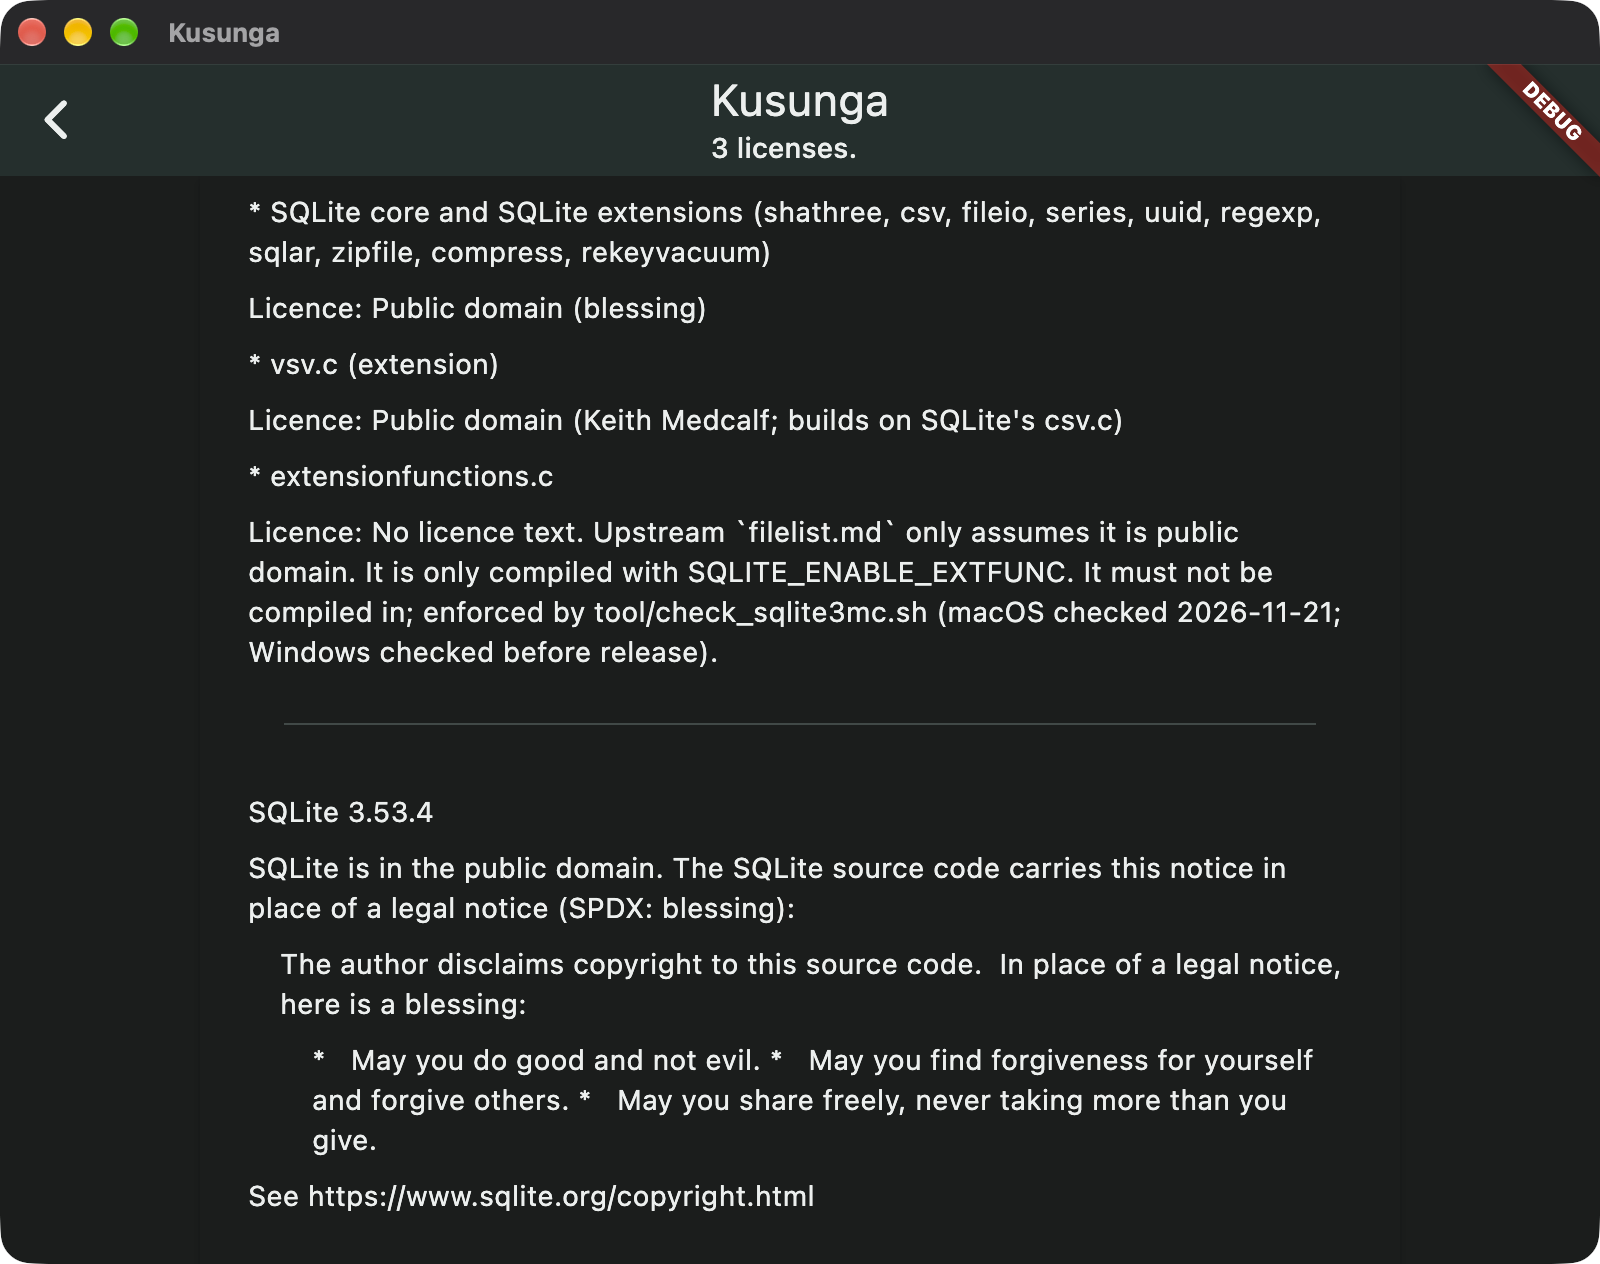 Kusunga
Kusunga
3 licenses.
DEBUG
* SQLite core and SQLite extensions (shathree, csv, fileio, series, uuid, regexp,
sqlar, zipfile, compress, rekeyvacuum)
Licence: Public domain (blessing)
* vsv.c (extension)
Licence: Public domain (Keith Medcalf; builds on SQLite's csv.c)
* extensionfunctions.c
Licence: No licence text. Upstream `filelist.md` only assumes it is public
domain. It is only compiled with SQLITE_ENABLE_EXTFUNC. It must not be
compiled in; enforced by tool/check_sqlite3mc.sh (macOS checked 2026-11-21;
Windows checked before release).
SQLite 3.53.4
SQLite is in the public domain. The SQLite source code carries this notice in
place of a legal notice (SPDX: blessing):
The author disclaims copyright to this source code.  In place of a legal notice,
here is a blessing:
*   May you do good and not evil. *   May you find forgiveness for yourself
and forgive others. *   May you share freely, never taking more than you
give.
See https://www.sqlite.org/copyright.html